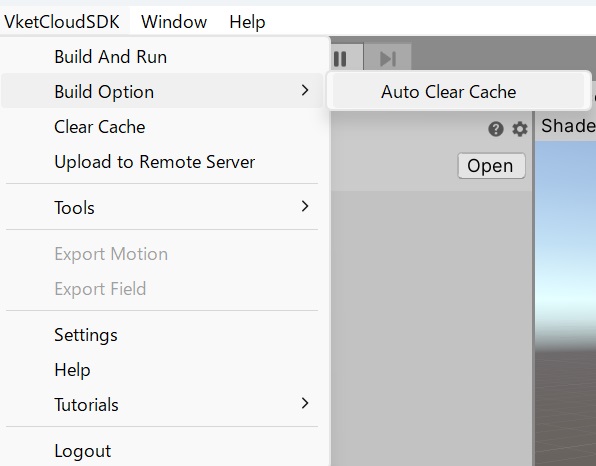 VketCloudSDK Window Help
Build And Run
Build Option
Auto Clear Cache
Clear Cache
Shade
Upload to Remote Server
Open
Tools
Export Motion
Export Field
Settings
Help
Tutorials
Logout